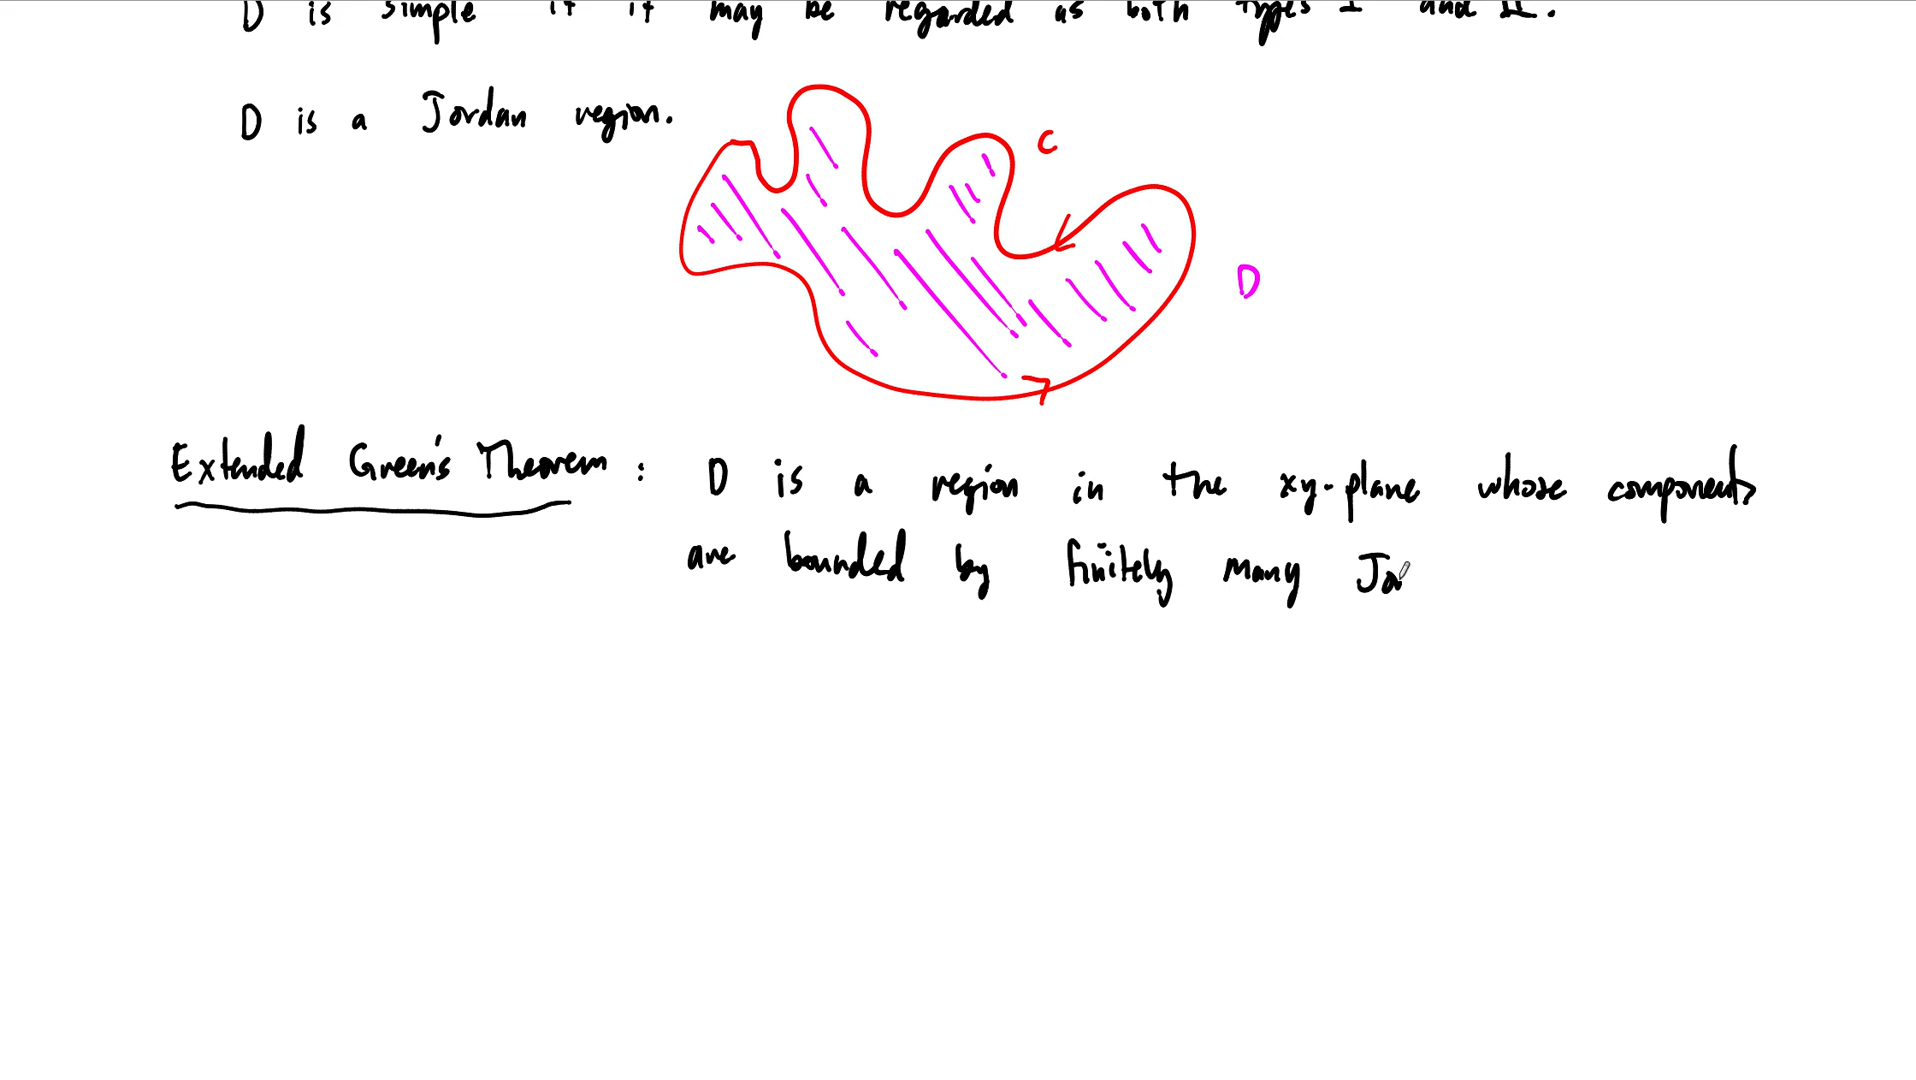 D is simple if it may be regarded as both types I and II.
D is a Jordan region.
C
D
Extended Green's Theorem : D is a region in the xy-plane whose components
are bounded by finitely many Jor